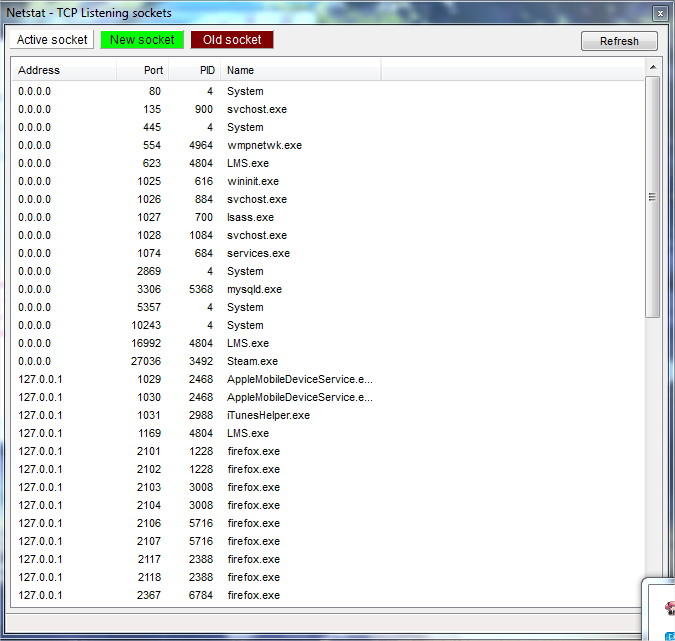 Netstat - TCP Listening sockets
Active socket New socket Old socket Refresh
Address Port PID Name
0.0.0.0 80 4 System
0.0.0.0 135 900 svchost.exe
0.0.0.0 445 4 System
0.0.0.0 554 4964 wmpnetwk.exe
0.0.0.0 623 4804 LMS.exe
0.0.0.0 1025 616 wininit.exe
0.0.0.0 1026 884 svchost.exe
0.0.0.0 1027 700 lsass.exe
0.0.0.0 1028 1084 svchost.exe
0.0.0.0 1074 684 services.exe
0.0.0.0 2869 4 System
0.0.0.0 3306 5368 mysqld.exe
0.0.0.0 5357 4 System
0.0.0.0 10243 4 System
0.0.0.0 16992 4804 LMS.exe
0.0.0.0 27036 3492 Steam.exe
127.0.0.1 1029 2468 AppleMobileDeviceService.e...
127.0.0.1 1030 2468 AppleMobileDeviceService.e...
127.0.0.1 1031 2988 iTunesHelper.exe
127.0.0.1 1169 4804 LMS.exe
127.0.0.1 2101 1228 firefox.exe
127.0.0.1 2102 1228 firefox.exe
127.0.0.1 2103 3008 firefox.exe
127.0.0.1 2104 3008 firefox.exe
127.0.0.1 2106 5716 firefox.exe
127.0.0.1 2107 5716 firefox.exe
127.0.0.1 2117 2388 firefox.exe
127.0.0.1 2118 2388 firefox.exe
127.0.0.1 2367 6784 firefox.exe